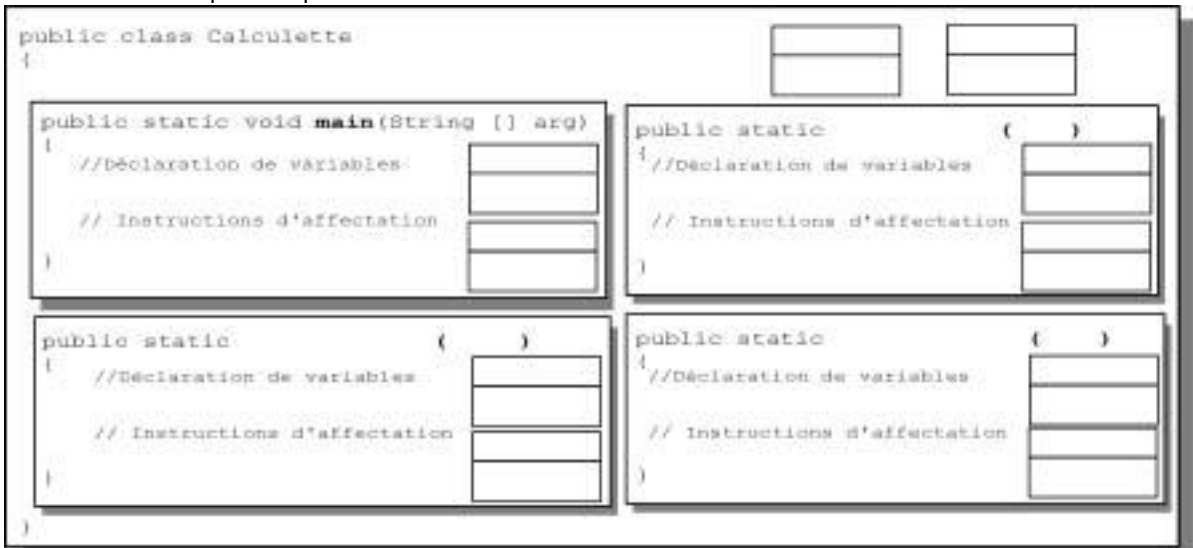 public class Calculette
{
public static void main(String [] arg)
{
//Déclaration de variables
// Instructions d'affectation
}
public static ( )
{
//Déclaration de variables
// Instructions d'affectation
}
public static ( )
{
//Déclaration de variables
// Instructions d'affectation
}
public static ( )
{
//Déclaration de variables
// Instructions d'affectation
}
}